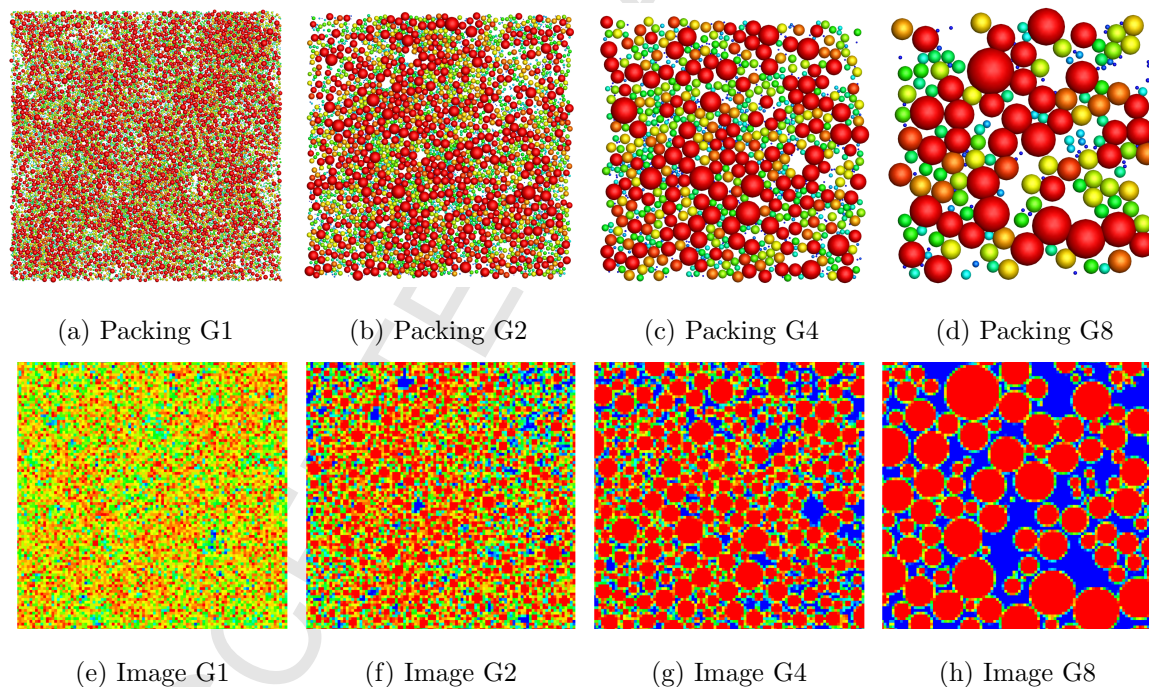 (a) Packing G1
(b) Packing G2
(c) Packing G4
(d) Packing G8
(e) Image G1
(f) Image G2
(g) Image G4
(h) Image G8